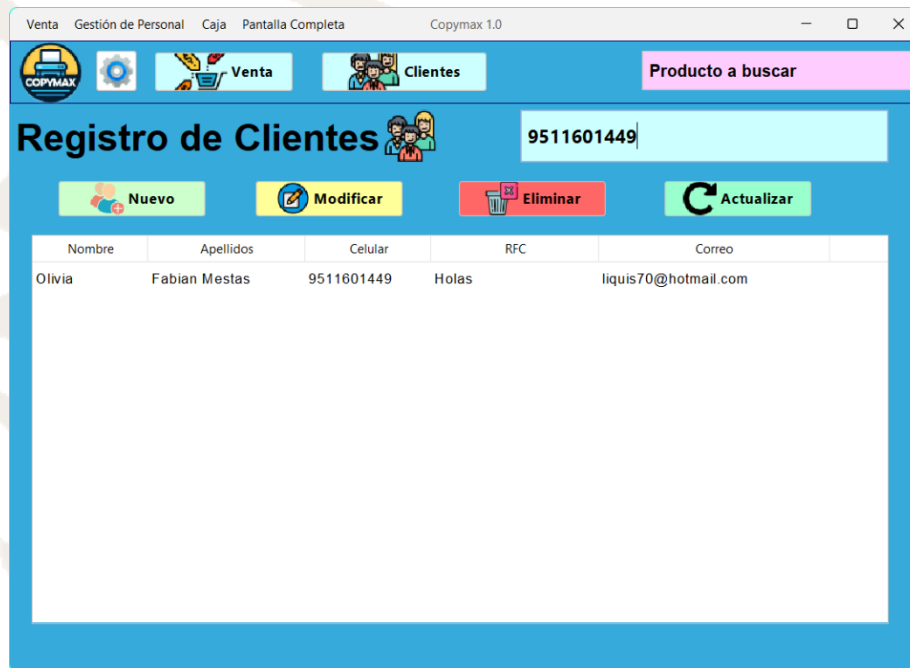 Venta Gestión de Personal Caja Pantalla Completa Copymax 1.0
COPYMAX Venta Clientes Producto a buscar
Registro de Clientes 9511601449
Nuevo Modificar Eliminar Actualizar
Nombre Apellidos Celular RFC Correo
Olivia Fabian Mestas 9511601449 Holas liquis70@hotmail.com